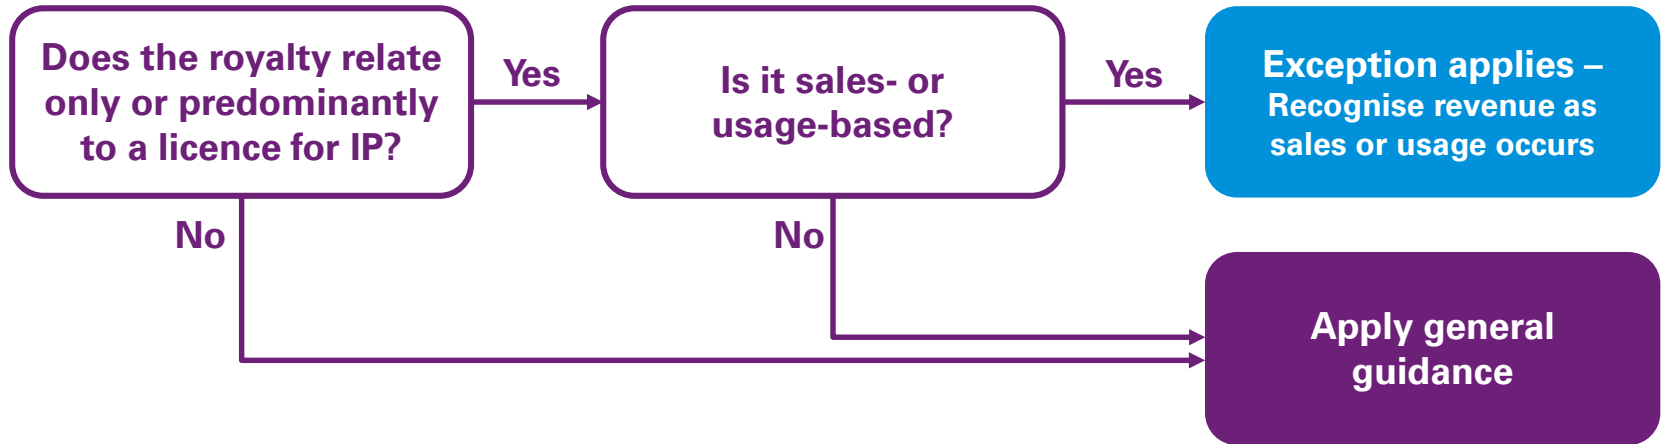 Does the royalty relate
only or predominantly
to a licence for IP?
Yes
Is it sales- or
usage-based?
Yes
Exception applies –
Recognise revenue as
sales or usage occurs
No
No
Apply general
guidance